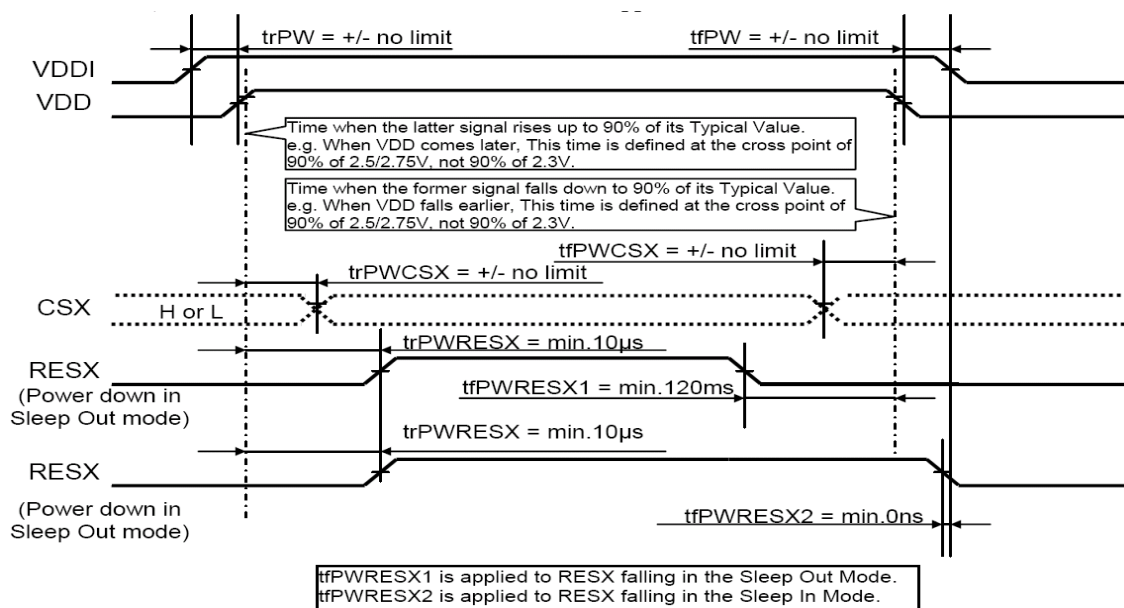 trPW = +/- no limit
tfPW = +/- no limit
VDDI
VDD
Time when the latter signal rises up to 90% of its Typical Value.
e.g. When VDD comes later, This time is defined at the cross point of
90% of 2.5/2.75V, not 90% of 2.3V.
Time when the former signal falls down to 90% of its Typical Value.
e.g. When VDD falls earlier, This time is defined at the cross point of
90% of 2.5/2.75V, not 90% of 2.3V.
tfPWCSX = +/- no limit
trPWCSX = +/- no limit
CSX
H or L
trPWRESX = min.10µs
RESX
(Power down in
Sleep Out mode)
tfPWRESX1 = min.120ms
trPWRESX = min.10µs
RESX
(Power down in
Sleep Out mode)
tfPWRESX2 = min.0ns
tfPWRESX1 is applied to RESX falling in the Sleep Out Mode.
tfPWRESX2 is applied to RESX falling in the Sleep In Mode.